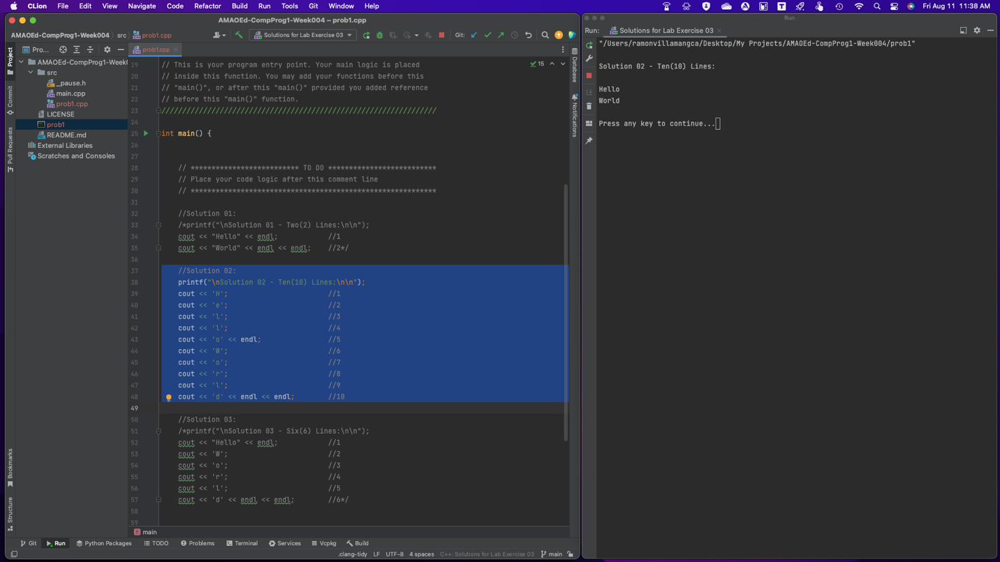 CLion File Edit View Navigate Code Refactor Build Run Tools Git Window Help Fri Aug 11 11:38 AM
AMAOEd-CompProg1-Week004 – prob1.cpp
AMAOEd-CompProg1-Week004 src prob1.cpp Solutions for Lab Exercise 03 Git:
Pro... prob1.cpp
Project
Commit
Pull Requests
Bookmarks
Structure
AMAOEd-CompProg1-Week(
src
_pause.h
main.cpp
prob1.cpp
LICENSE
prob1
README.md
External Libraries
Scratches and Consoles
15
19 // This is your program entry point. Your main logic is placed
20 // inside this function. You may add your functions before this
21 // "main()", or after this "main()" provided you added reference
22 // before this "main()" function.
23 //////////////////////////////////////////////////////////////////
24
25 int main() {
26
27
28 // ************************** TO DO **************************
29 // Place your code logic after this comment line
30 // ***********************************************************
31
32 //Solution 01:
33 /*printf("\nSolution 01 - Two(2) Lines:\n\n");
34 cout << "Hello" << endl; //1
35 cout << "World" << endl << endl; //2*/
36
37 //Solution 02:
38 printf("\nSolution 02 - Ten(10) Lines:\n\n");
39 cout << 'H'; //1
40 cout << 'e'; //2
41 cout << 'l'; //3
42 cout << 'l'; //4
43 cout << 'o' << endl; //5
44 cout << 'W'; //6
45 cout << 'o'; //7
46 cout << 'r'; //8
47 cout << 'l'; //9
48 cout << 'd' << endl << endl; //10
49
50 //Solution 03:
51 /*printf("\nSolution 03 - Six(6) Lines:\n\n");
52 cout << "Hello" << endl; //1
53 cout << 'W'; //2
54 cout << 'o'; //3
55 cout << 'r'; //4
56 cout << 'l'; //5
57 cout << 'd' << endl << endl; //6*/
58
59
main
Database
Notifications
Git Run Python Packages TODO Problems Terminal Services Vcpkg Build
.clang-tidy LF UTF-8 4 spaces C++: Solutions for Lab Exercise 03 main
Run
Run: Solutions for Lab Exercise 03
"/Users/ramonvillamangca/Desktop/My Projects/AMAOEd-CompProg1-Week004/prob1"
Solution 02 - Ten(10) Lines:
Hello
World
Press any key to continue...